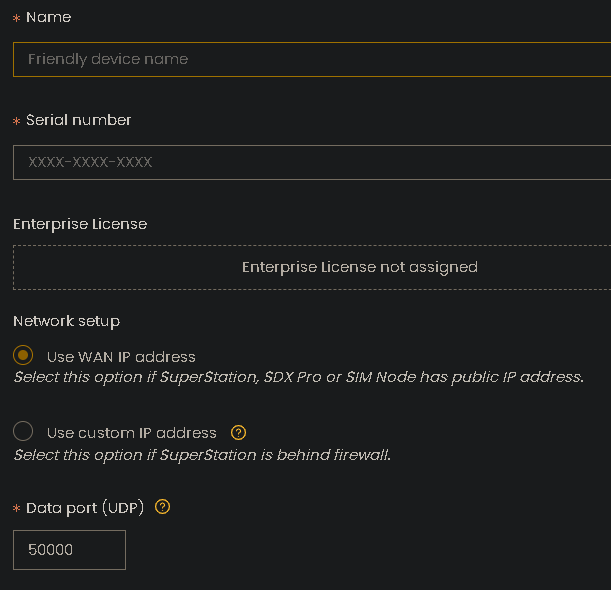 * Name
Friendly device name
* Serial number
XXXX-XXXX-XXXX
Enterprise License
Enterprise License not assigned
Network setup
Use WAN IP address
Select this option if SuperStation, SDX Pro or SIM Node has public IP address.
Use custom IP address ?
Select this option if SuperStation is behind firewall.
* Data port (UDP) ?
50000